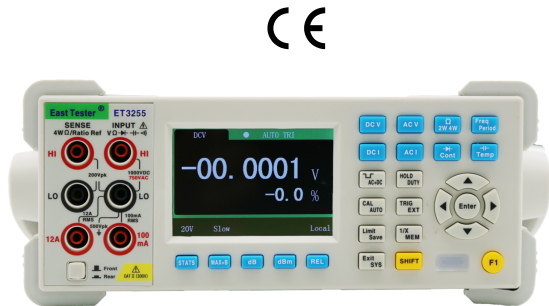 CE
East Tester® ET3255
SENSE INPUT
4WΩ/Ratio Ref VΩ
HI HI
200Vpk 1000VDC
750VAC
LO LO
12A RMS 100mA RMS
500Vpk
12A 100 mA
Front
Rear
DCV AUTO TRI
-00.0001 V
-0.0 %
20V Slow Local
STATS MAX+3 dB dBm REL
DC V AC V Ω 2W 4W Freq Period
DC I AC I Cont Temp
AC+DC HOLD DUTY
CAL AUTO TRIG EXT
Limit Save 1/X MEM
Exit SYS SHIFT
Enter
F1